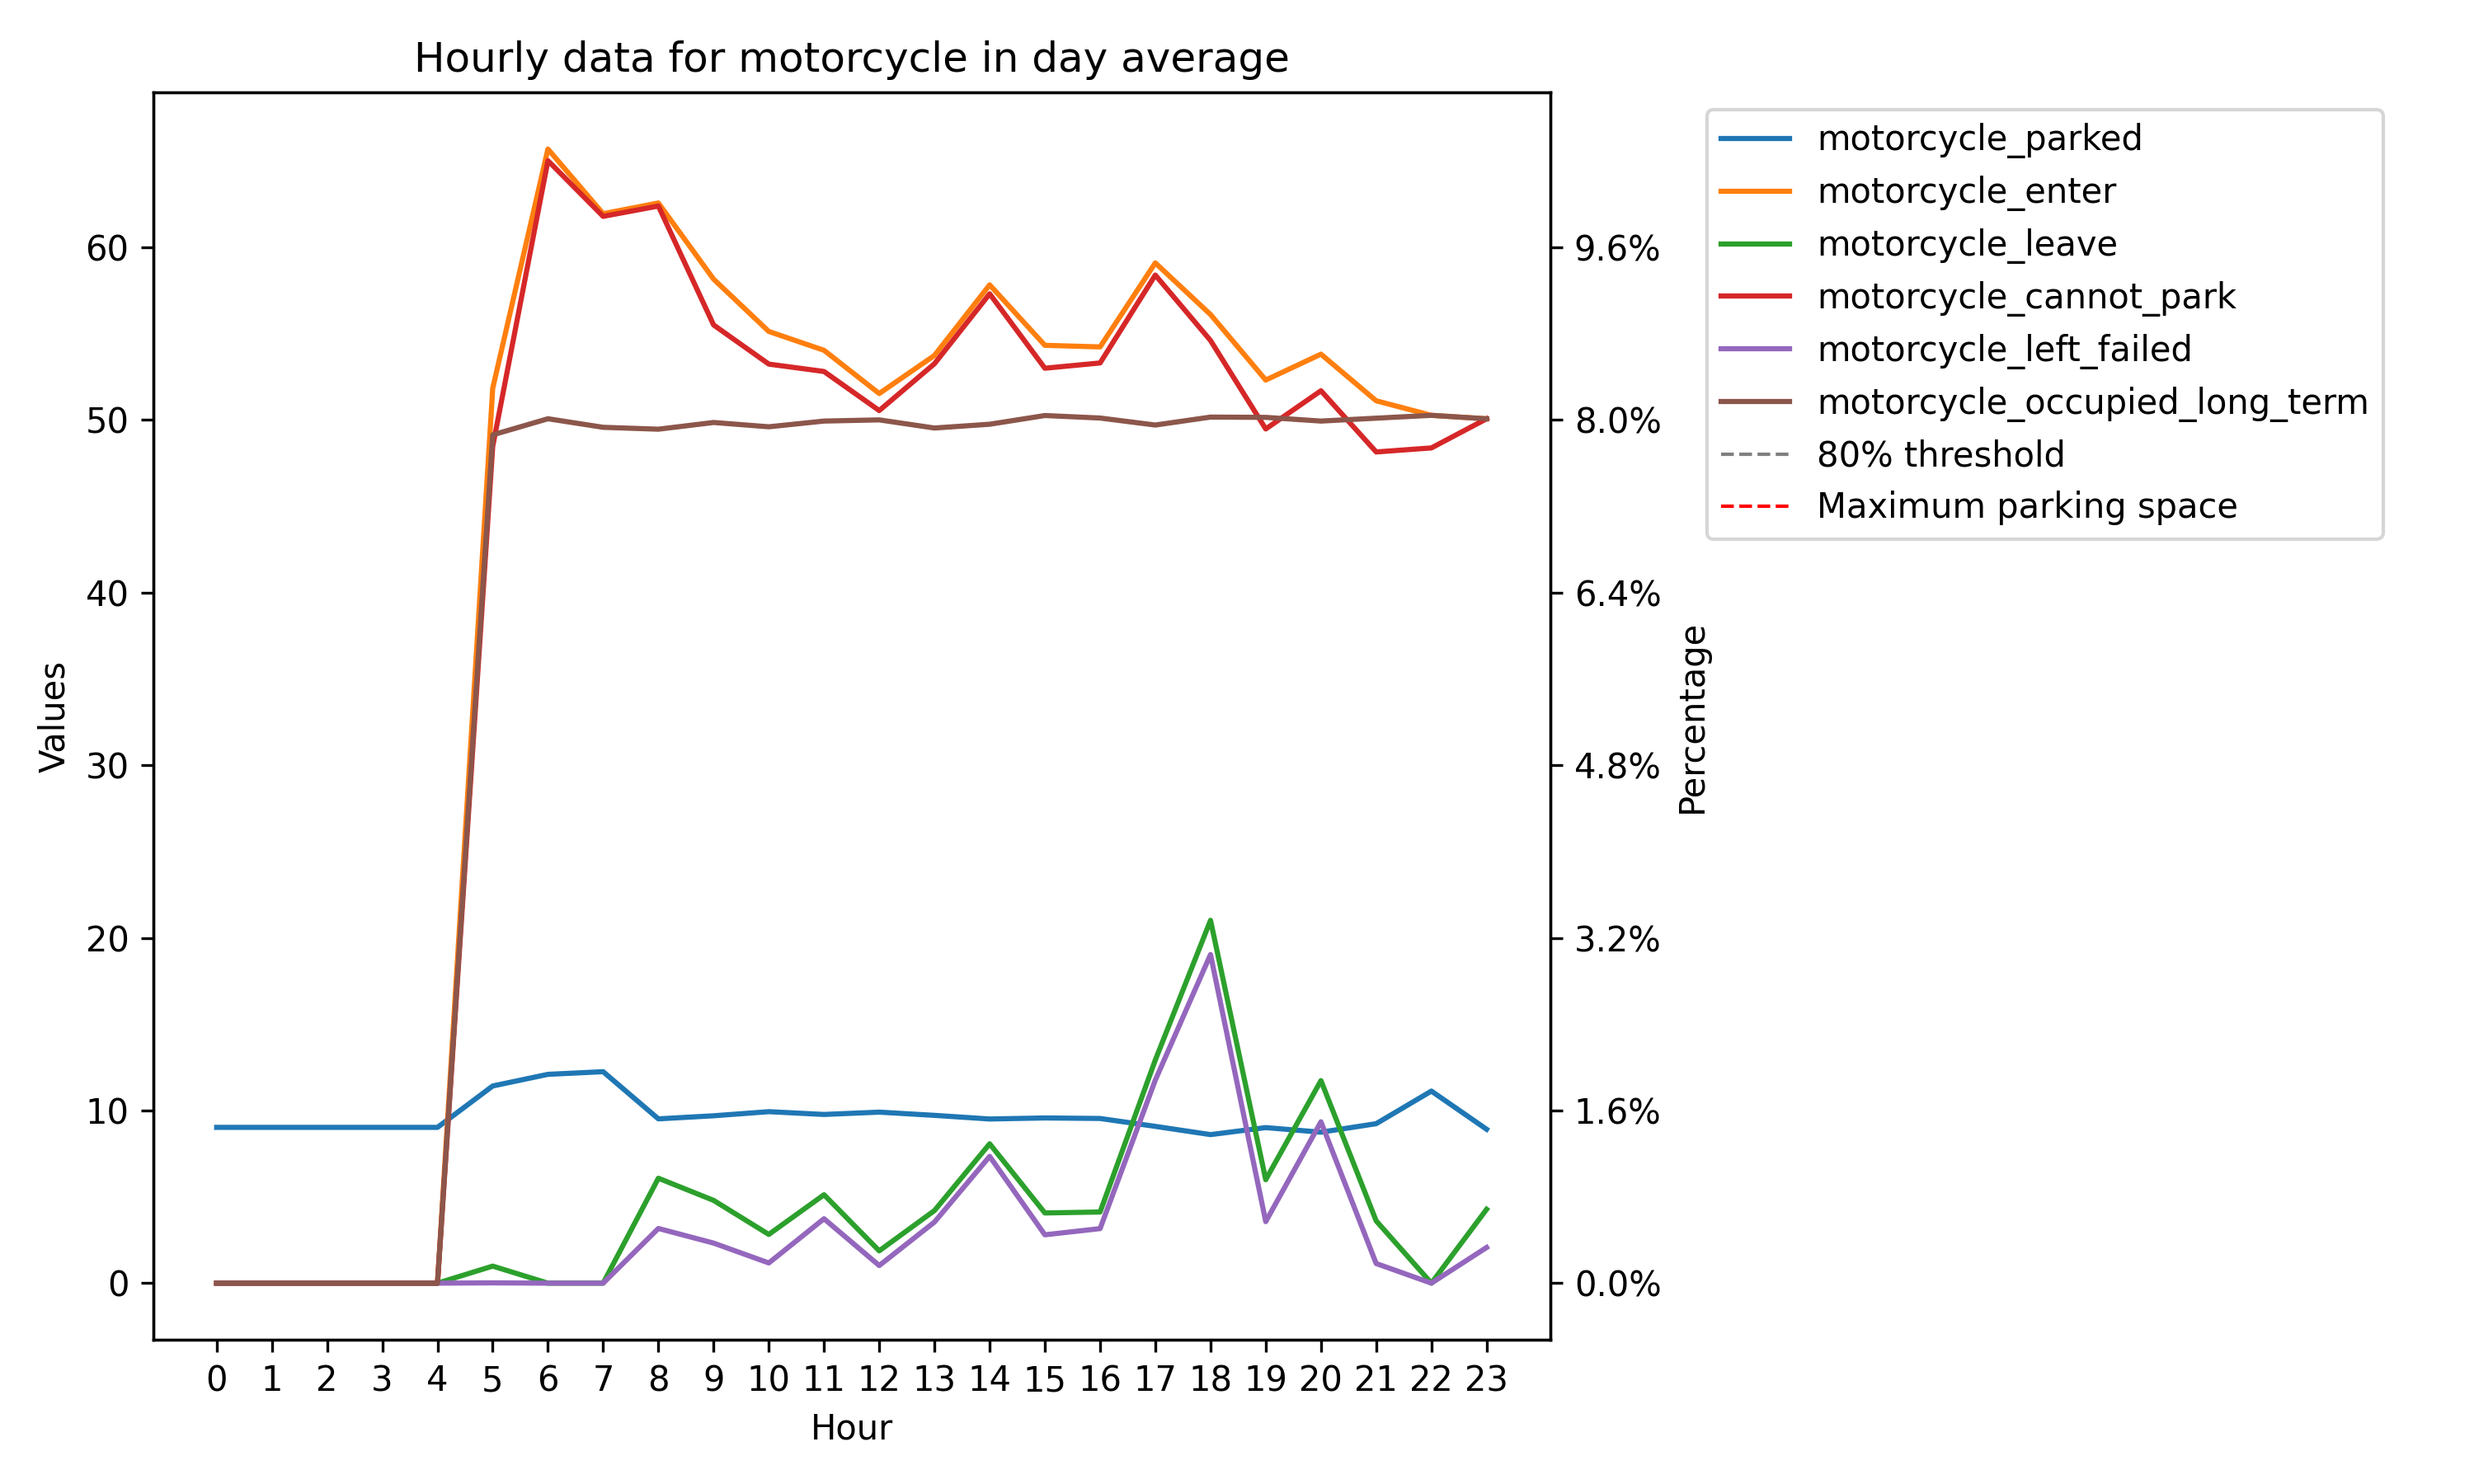 Hourly data for motorcycle in day average
motorcycle_parked
motorcycle_enter
motorcycle_leave
motorcycle_cannot_park
motorcycle_left_failed
motorcycle_occupied_long_term
80% threshold
Maximum parking space
60
50
40
30
20
10
0
Values
9.6%
8.0%
6.4%
4.8%
3.2%
1.6%
0.0%
Percentage
0 1 2 3 4 5 6 7 8 9 10 11 12 13 14 15 16 17 18 19 20 21 22 23
Hour